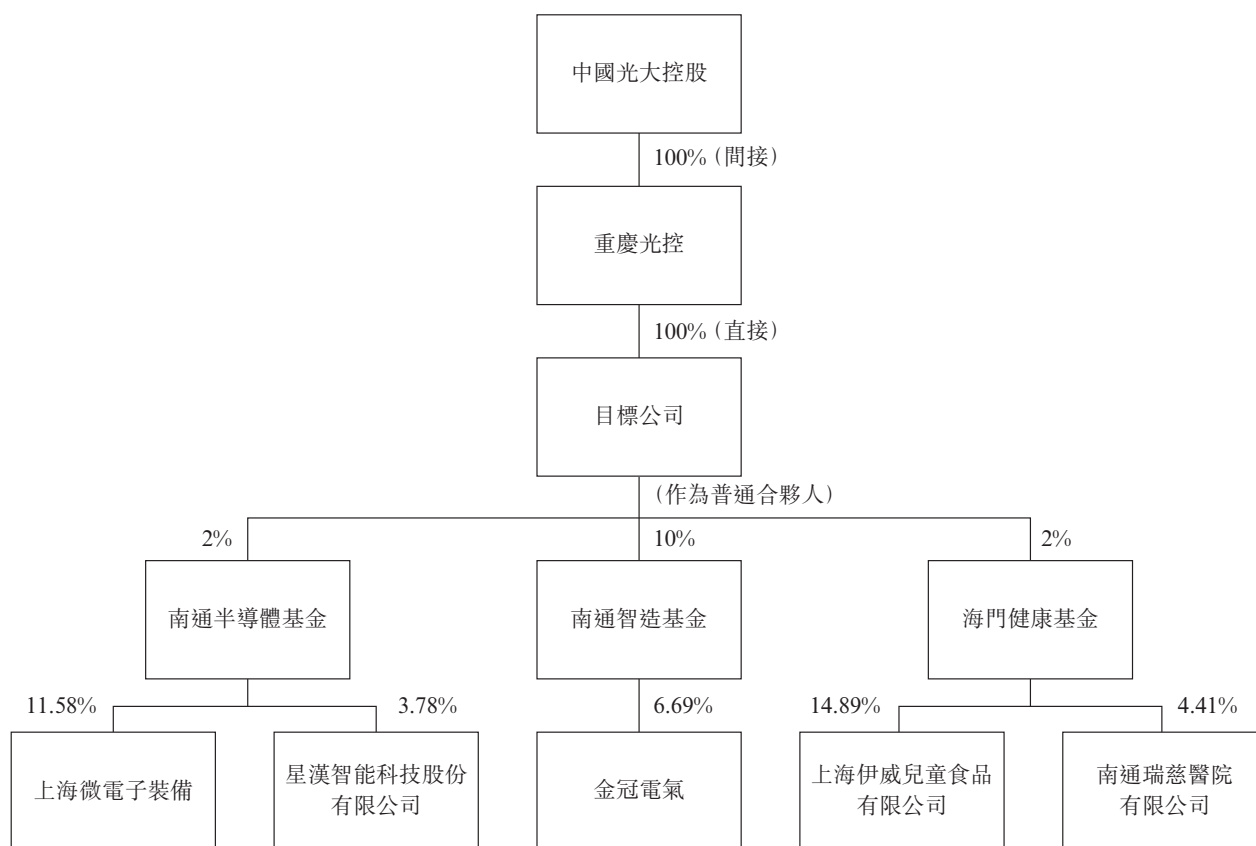 中國光大控股
100% (間接)
重慶光控
100% (直接)
目標公司
(作為普通合夥人)
2%
10%
2%
南通半導體基金
南通智造基金
海門健康基金
11.58%
3.78%
6.69%
14.89%
4.41%
上海微電子裝備
星漢智能科技股份
有限公司
金冠電氣
上海伊威兒童食品
有限公司
南通瑞慈醫院
有限公司